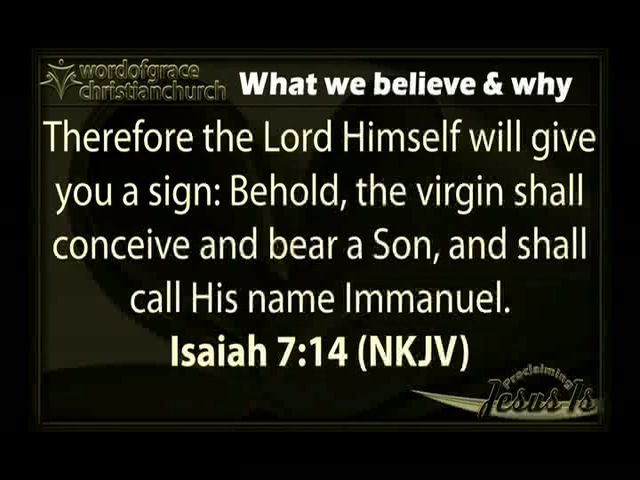 wordofgrace
christianchurch
What we believe & why
Therefore the Lord Himself will give
you a sign: Behold, the virgin shall
conceive and bear a Son, and shall
call His name Immanuel.
Isaiah 7:14 (NKJV)
Proclaiming
Jesus Is